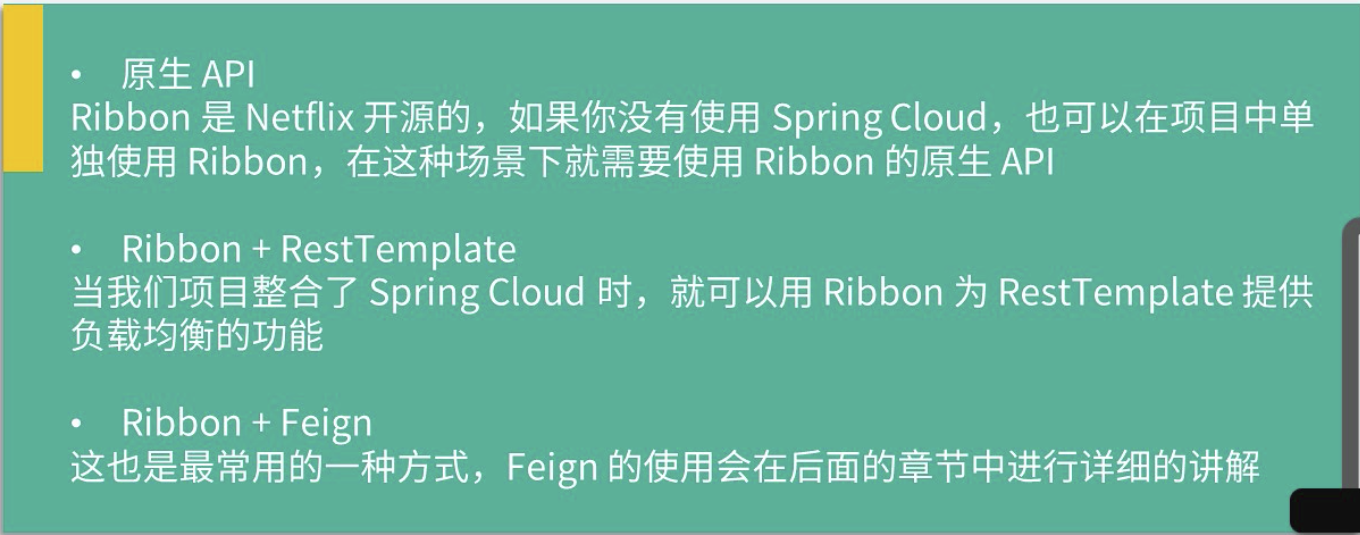 • 原生 API
Ribbon 是 Netflix 开源的，如果你没有使用 Spring Cloud，也可以在项目中单
独使用 Ribbon，在这种场景下就需要使用 Ribbon 的原生 API
• Ribbon + RestTemplate
当我们项目整合了 Spring Cloud 时，就可以用 Ribbon 为 RestTemplate 提供
负载均衡的功能
• Ribbon + Feign
这也是最常用的一种方式，Feign 的使用会在后面的章节中进行详细的讲解